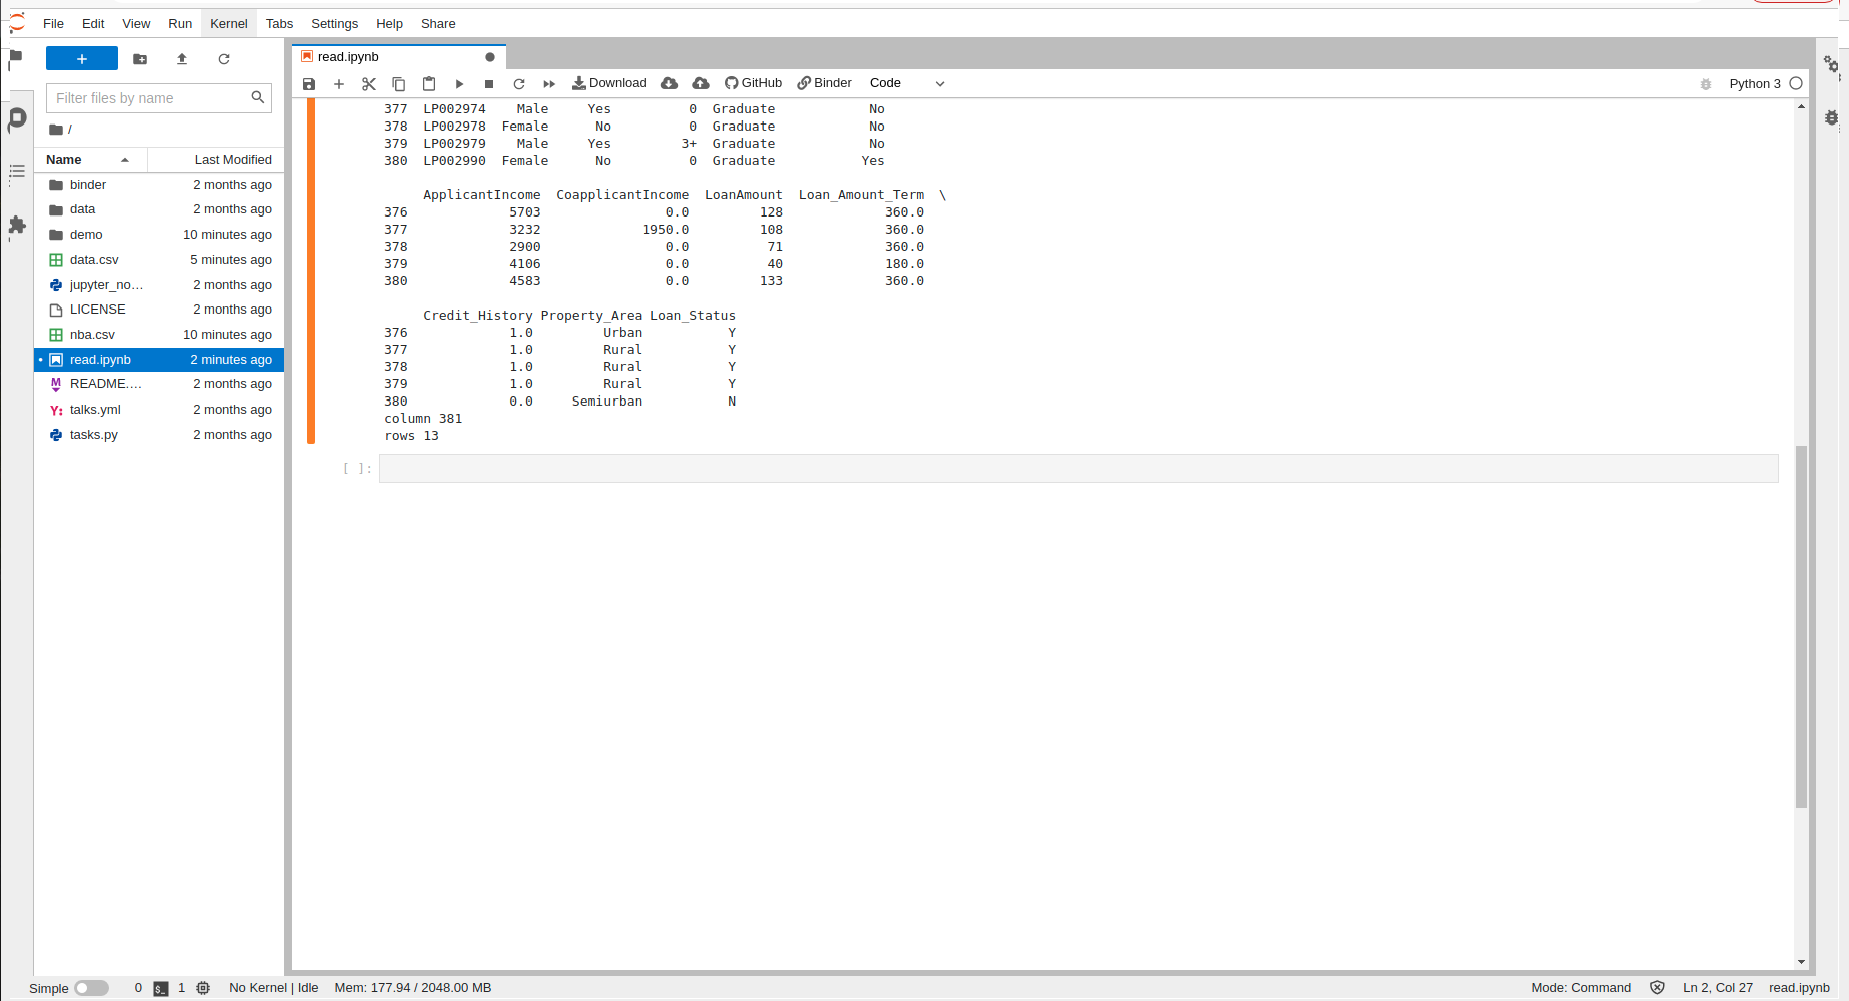 File Edit View Run Kernel Tabs Settings Help Share
read.ipynb
Download GitHub Binder Code Python 3
Filter files by name
/
Name Last Modified
binder 2 months ago
data 2 months ago
demo 10 minutes ago
data.csv 5 minutes ago
jupyter_no… 2 months ago
LICENSE 2 months ago
nba.csv 10 minutes ago
read.ipynb 2 minutes ago
README.… 2 months ago
talks.yml 2 months ago
tasks.py 2 months ago
377 LP002974 Male Yes 0 Graduate No
378 LP002978 Female No 0 Graduate No
379 LP002979 Male Yes 3+ Graduate No
380 LP002990 Female No 0 Graduate Yes
ApplicantIncome CoapplicantIncome LoanAmount Loan_Amount_Term \
376 5703 0.0 128 360.0
377 3232 1950.0 108 360.0
378 2900 0.0 71 360.0
379 4106 0.0 40 180.0
380 4583 0.0 133 360.0
Credit_History Property_Area Loan_Status
376 1.0 Urban Y
377 1.0 Rural Y
378 1.0 Rural Y
379 1.0 Rural Y
380 0.0 Semiurban N
column 381
rows 13
[ ]:
Simple 0 $_ 1 No Kernel | Idle Mem: 177.94 / 2048.00 MB Mode: Command Ln 2, Col 27 read.ipynb